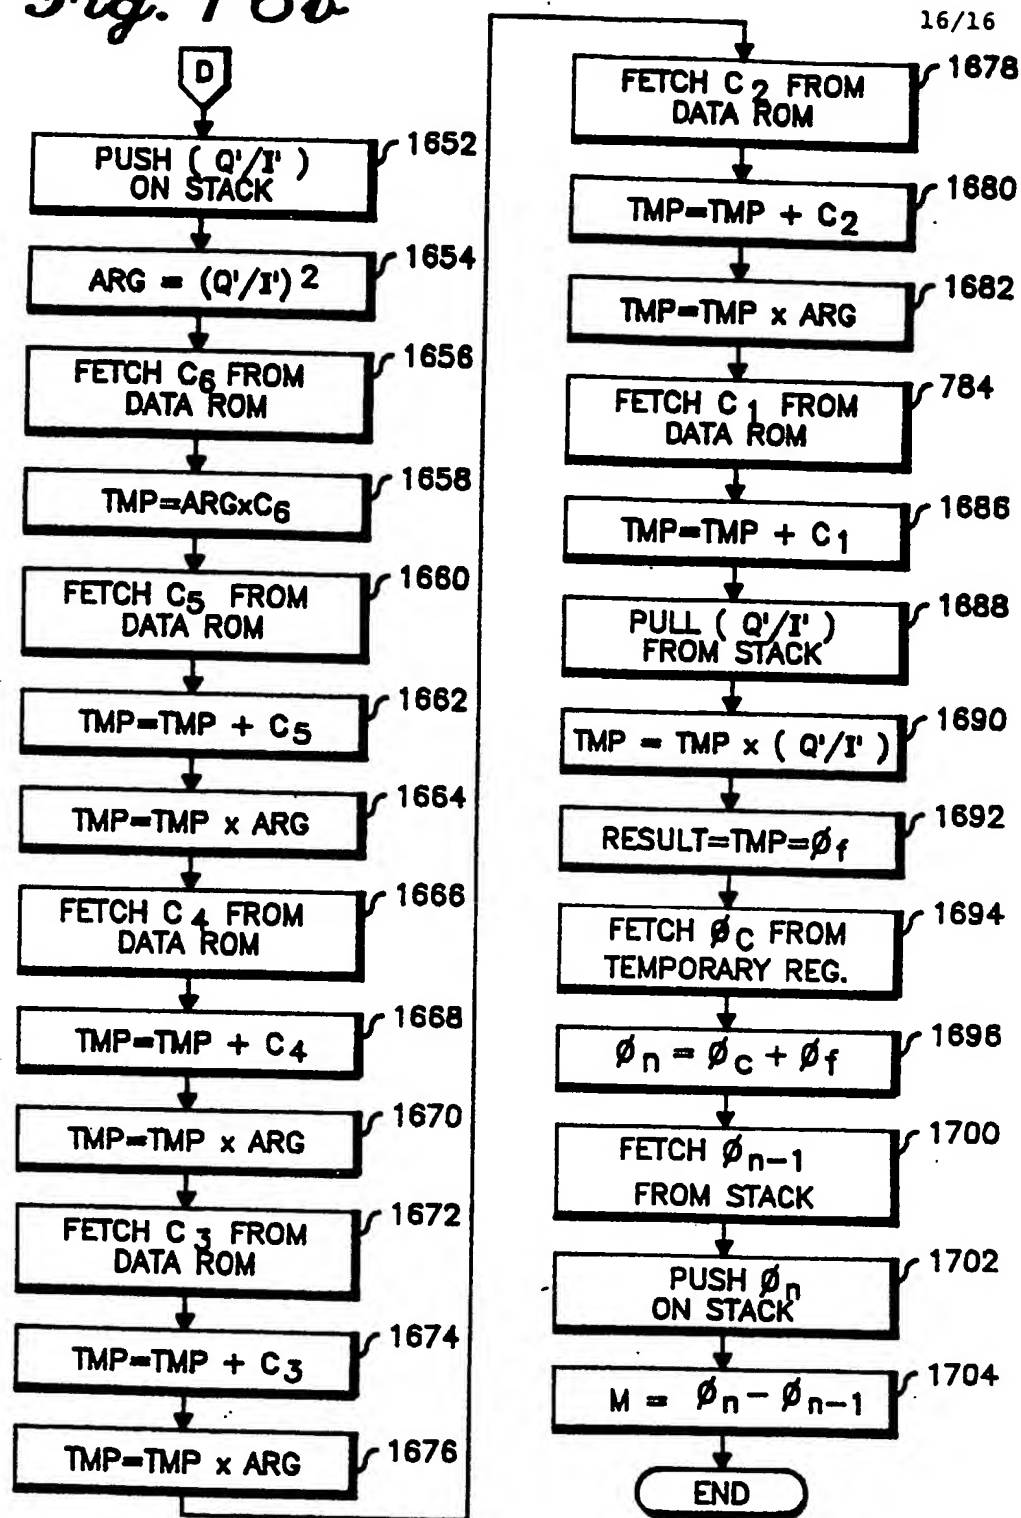 Fig. 16b
16/16
D
PUSH ( Q'/I' )
ON STACK
1652
ARG = (Q'/I') 2
1654
FETCH C6 FROM
DATA ROM
1656
TMP=ARGxC6
1658
FETCH C5 FROM
DATA ROM
1660
TMP=TMP + C5
1662
TMP=TMP x ARG
1664
FETCH C4 FROM
DATA ROM
1666
TMP=TMP + C4
1668
TMP=TMP x ARG
1670
FETCH C3 FROM
DATA ROM
1672
TMP=TMP + C3
1674
TMP=TMP x ARG
1676
FETCH C2 FROM
DATA ROM
1678
TMP=TMP + C2
1680
TMP=TMP x ARG
1682
FETCH C1 FROM
DATA ROM
784
TMP=TMP + C1
1686
PULL ( Q'/I' )
FROM STACK
1688
TMP = TMP x ( Q'/I' )
1690
RESULT=TMP=Øf
1692
FETCH ØC FROM
TEMPORARY REG.
1694
Øn = Øc + Øf
1696
FETCH Øn-1
FROM STACK
1700
PUSH Øn
ON STACK
1702
M = Øn - Øn-1
1704
END